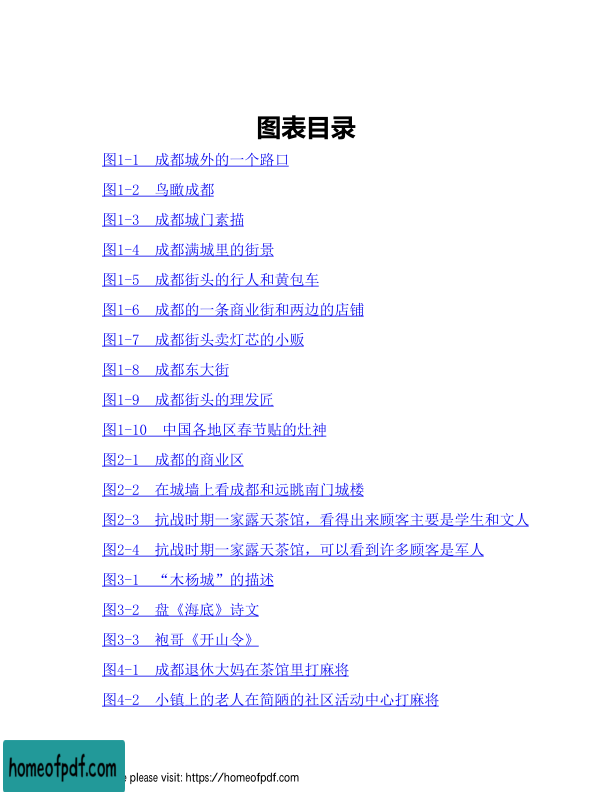 图表目录
图1-1 成都城外的一个路口
图1-2 鸟瞰成都
图1-3 成都城门素描
图1-4 成都满城里的街景
图1-5 成都街头的行人和黄包车
图1-6 成都的一条商业街和两边的店铺
图1-7 成都街头卖灯芯的小贩
图1-8 成都东大街
图1-9 成都街头的理发匠
图1-10 中国各地区春节贴的灶神
图2-1 成都的商业区
图2-2 在城墙上看成都和远眺南门城楼
图2-3 抗战时期一家露天茶馆，看得出来顾客主要是学生和文人
图2-4 抗战时期一家露天茶馆，可以看到许多顾客是军人
图3-1 “木杨城”的描述
图3-2 盘《海底》诗文
图3-3 袍哥《开山令》
图4-1 成都退休大妈在茶馆里打麻将
图4-2 小镇上的老人在简陋的社区活动中心打麻将
homeofpdf.com
please visit: https://homeofpdf.com